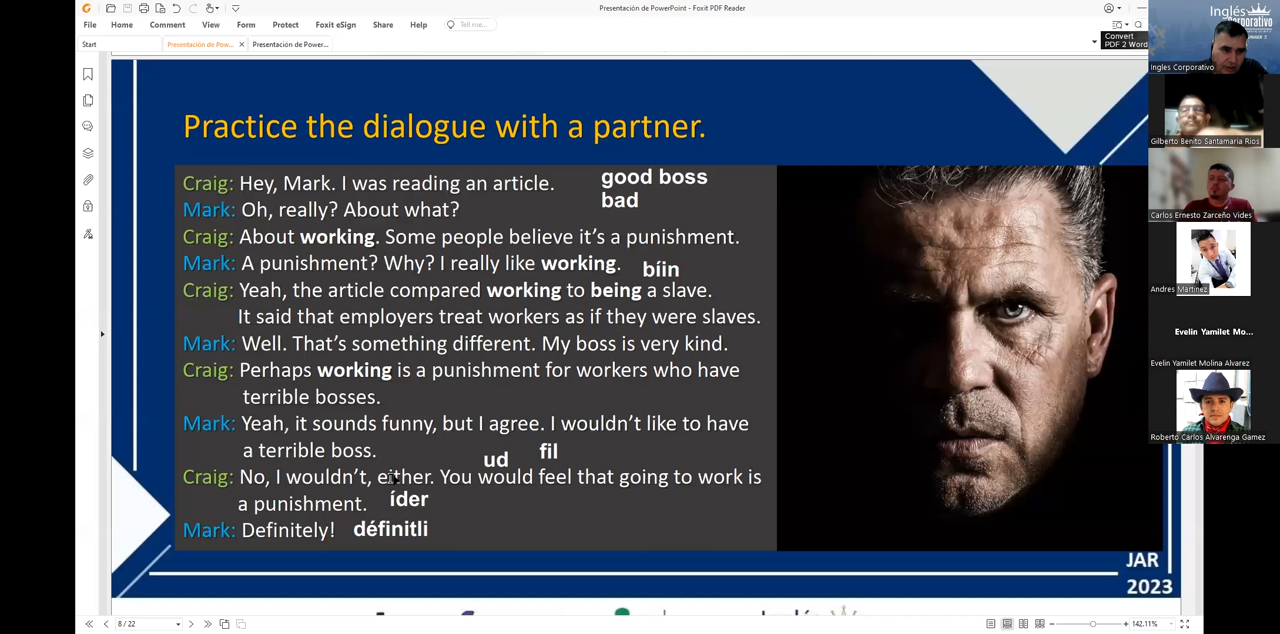 Presentación de PowerPoint - Foxit PDF Reader
File Home Comment View Form Protect Foxit eSign Share Help Tell me...
Start Presentación de Pow... Presentación de Power...
Convert
PDF 2 Word
Inglés
Corporativo
Ingles Corporativo
Gilberto Benito Santamaria Rios
Carlos Ernesto Zarceño Vides
Andres Martinez
Evelin Yamilet Mo...
Evelin Yamilet Molina Alvarez
Roberto Carlos Alvarenga Gamez
Practice the dialogue with a partner.
Craig: Hey, Mark. I was reading an article.
good boss
bad
Mark: Oh, really? About what?
Craig: About working. Some people believe it's a punishment.
Mark: A punishment? Why? I really like working.
bíin
Craig: Yeah, the article compared working to being a slave.
It said that employers treat workers as if they were slaves.
Mark: Well. That's something different. My boss is very kind.
Craig: Perhaps working is a punishment for workers who have
terrible bosses.
Mark: Yeah, it sounds funny, but I agree. I wouldn't like to have
a terrible boss.
ud fil
Craig: No, I wouldn't, either. You would feel that going to work is
a punishment.
íder
Mark: Definitely!
définitli
JAR
2023
8 / 22
142.11%